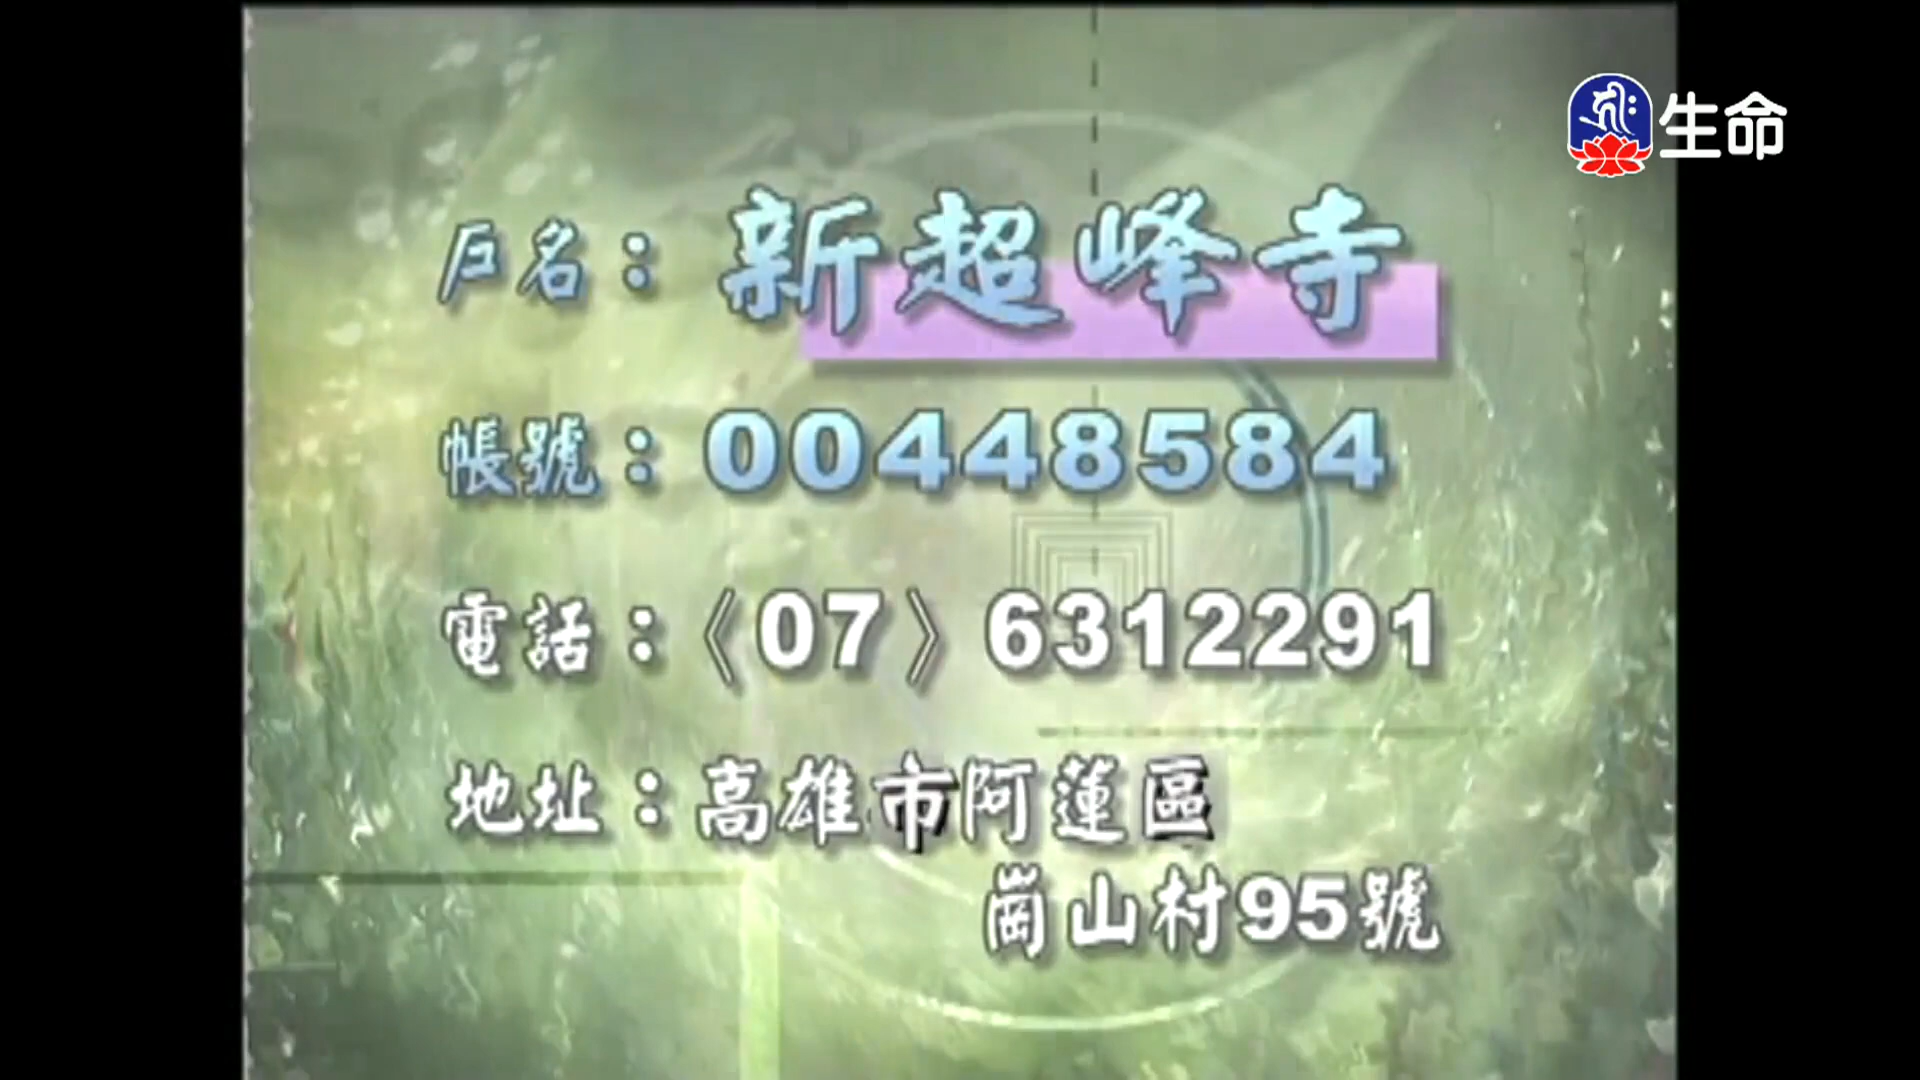 生命
戶名：新超峰寺
帳號：00448584
電話：《07》6312291
地址：高雄市阿蓮區
崗山村95號